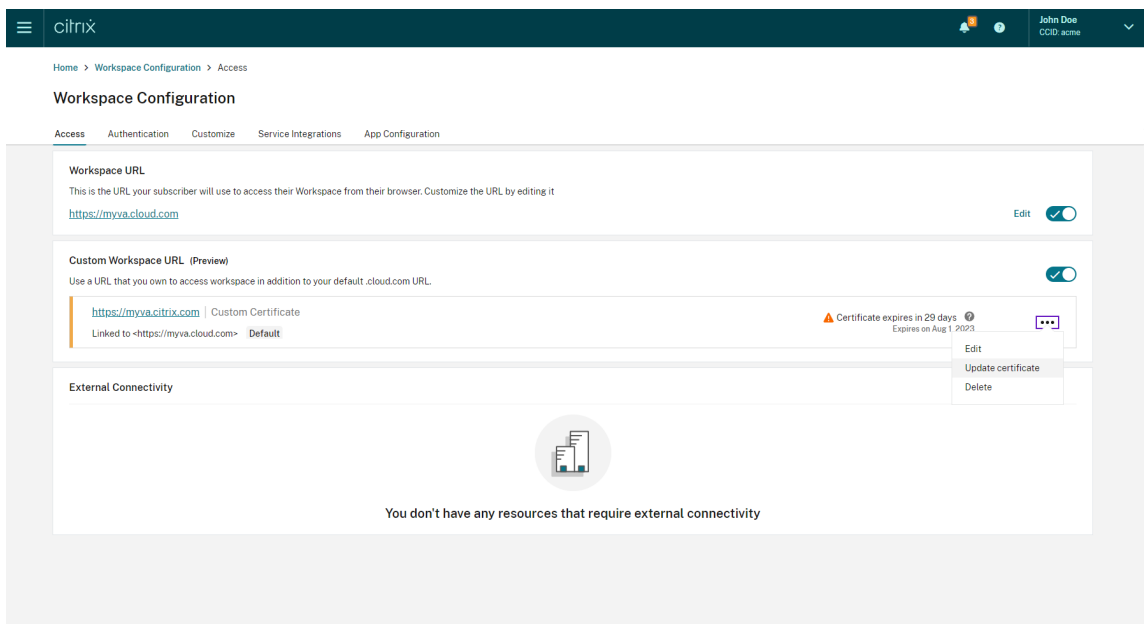 citrix
3
?
John Doe
CCID: acme
Home > Workspace Configuration > Access
Workspace Configuration
Access Authentication Customize Service Integrations App Configuration
Workspace URL
This is the URL your subscriber will use to access their Workspace from their browser. Customize the URL by editing it
https://myva.cloud.com
Edit
Custom Workspace URL (Preview)
Use a URL that you own to access workspace in addition to your default .cloud.com URL.
https://myva.citrix.com | Custom Certificate
Linked to <https://myva.cloud.com> Default
Certificate expires in 29 days ?
Expires on Aug 1, 2023
Edit
Update certificate
Delete
External Connectivity
You don't have any resources that require external connectivity